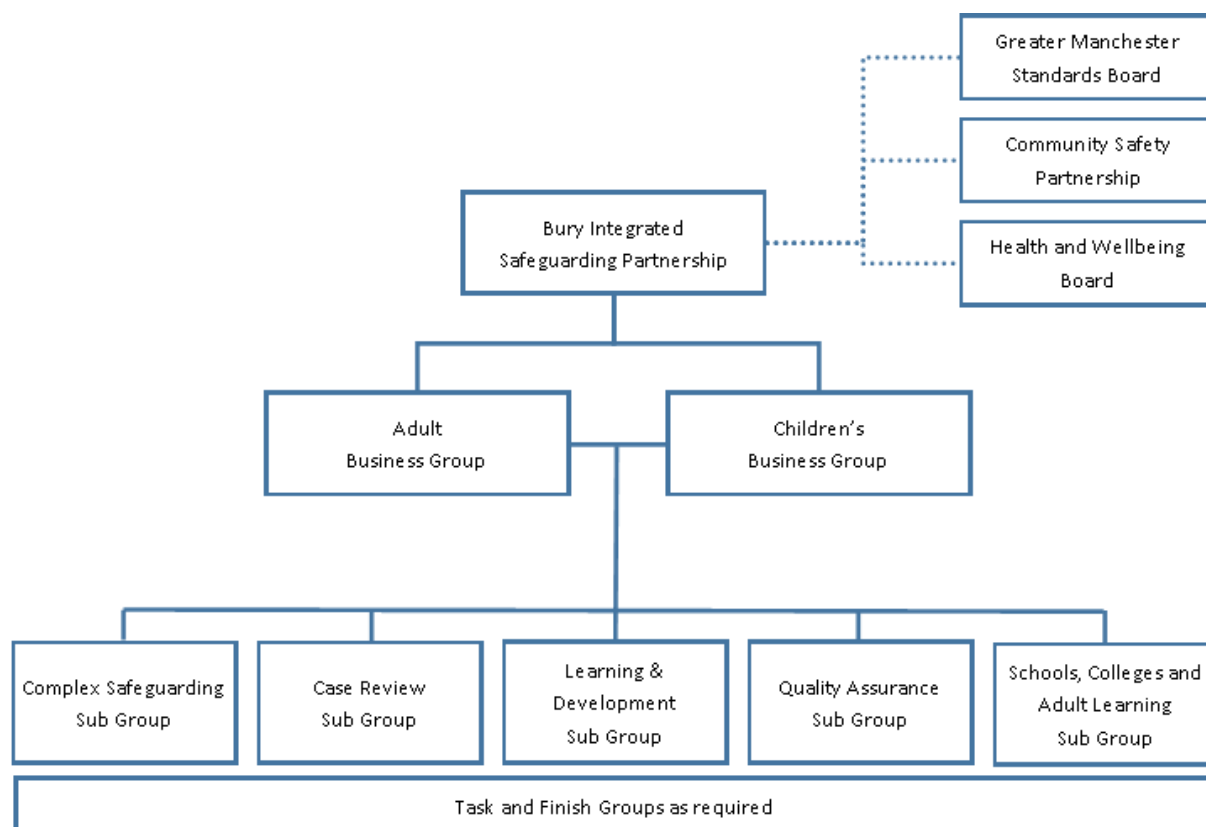 Greater Manchester
Standards Board
Community Safety
Partnership
Health and Wellbeing
Board
Bury Integrated
Safeguarding Partnership
Adult
Business Group
Children’s
Business Group
Complex Safeguarding
Sub Group
Case Review
Sub Group
Learning &
Development
Sub Group
Quality Assurance
Sub Group
Schools, Colleges and
Adult Learning
Sub Group
Task and Finish Groups as required